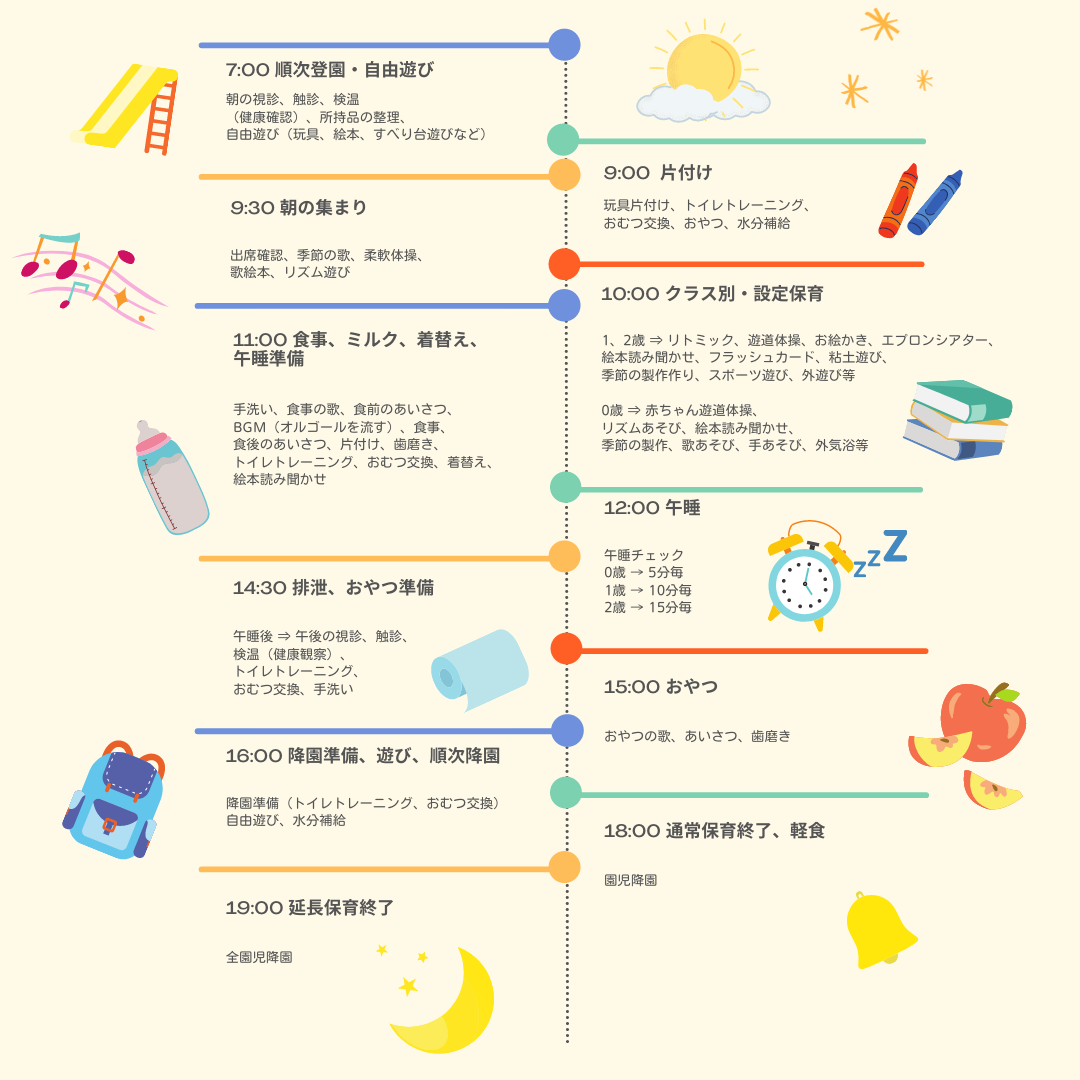 7:00 順次登園・自由遊び
朝の視診、触診、検温
（健康確認）、所持品の整理、
自由遊び（玩具、絵本、すべり台遊びなど）
9:00 片付け
玩具片付け、トイレトレーニング、
おむつ交換、おやつ、水分補給
9:30 朝の集まり
出席確認、季節の歌、柔軟体操、
歌絵本、リズム遊び
10:00 クラス別・設定保育
1、2歳 ⇒ リトミック、遊道体操、お絵かき、エプロンシアター、
絵本読み聞かせ、フラッシュカード、粘土遊び、
季節の製作作り、スポーツ遊び、外遊び等
0歳 ⇒ 赤ちゃん遊道体操、
リズムあそび、絵本読み聞かせ、
季節の製作、歌あそび、手あそび、外気浴等
11:00 食事、ミルク、着替え、
午睡準備
手洗い、食事の歌、食前のあいさつ、
BGM（オルゴールを流す）、食事、
食後のあいさつ、片付け、歯磨き、
トイレトレーニング、おむつ交換、着替え、
絵本読み聞かせ
12:00 午睡
午睡チェック
0歳 → 5分毎
1歳 → 10分毎
2歳 → 15分毎
Z Z Z
14:30 排泄、おやつ準備
午睡後 ⇒ 午後の視診、触診、
検温（健康観察）、
トイレトレーニング、
おむつ交換、手洗い
15:00 おやつ
おやつの歌、あいさつ、歯磨き
16:00 降園準備、遊び、順次降園
降園準備（トイレトレーニング、おむつ交換）
自由遊び、水分補給
18:00 通常保育終了、軽食
園児降園
19:00 延長保育終了
全園児降園